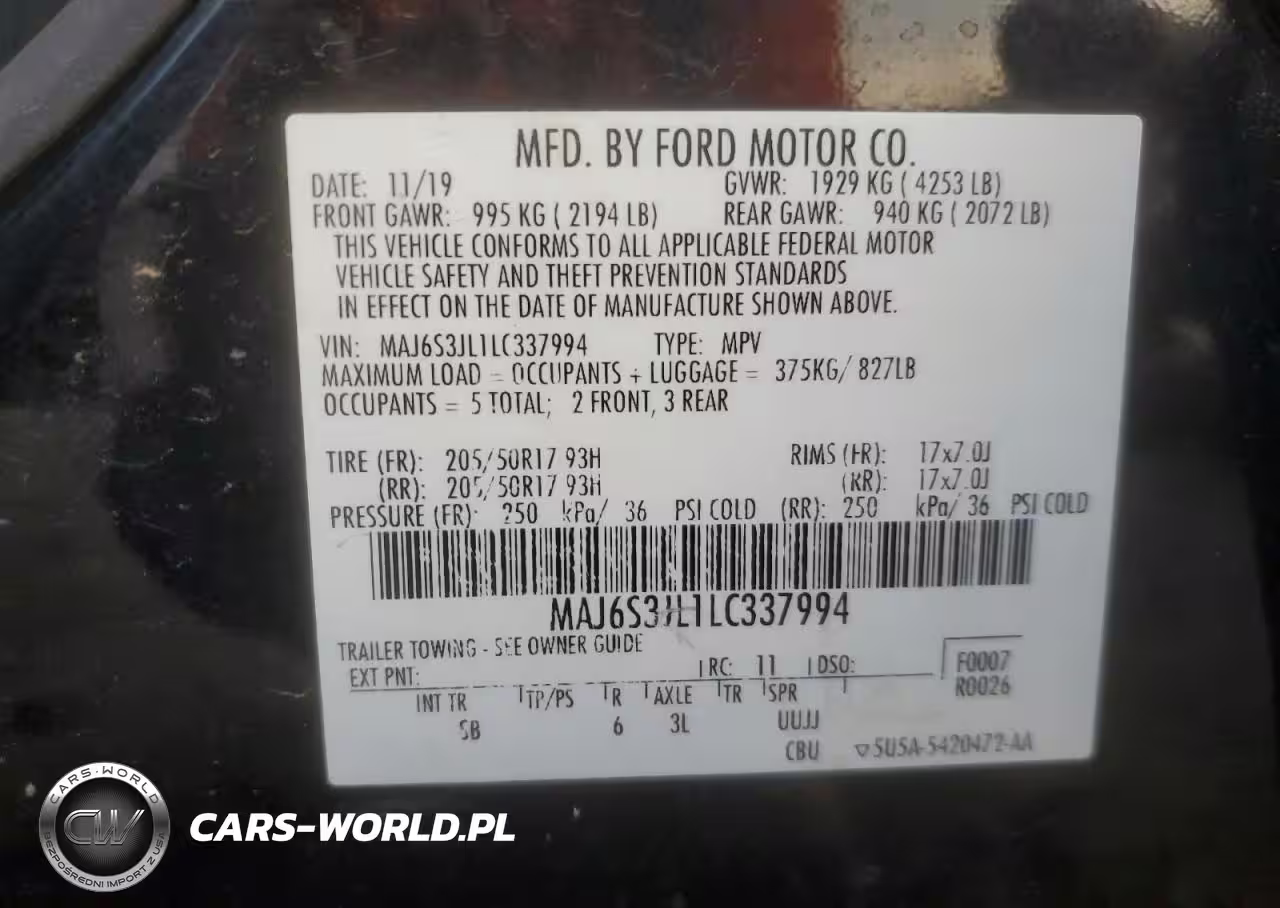 MFD. BY FORD MOTOR CO.
DATE: 11/19 GVWR: 1929 KG ( 4253 LB)
FRONT GAWR: 995 KG ( 2194 LB) REAR GAWR: 940 KG ( 2072 LB)
THIS VEHICLE CONFORMS TO ALL APPLICABLE FEDERAL MOTOR
VEHICLE SAFETY AND THEFT PREVENTION STANDARDS
IN EFFECT ON THE DATE OF MANUFACTURE SHOWN ABOVE.
VIN: MAJ6S3JL1LC337994 TYPE: MPV
MAXIMUM LOAD = OCCUPANTS + LUGGAGE = 375KG/ 827LB
OCCUPANTS = 5 TOTAL; 2 FRONT, 3 REAR
TIRE (FR): 205/50R17 93H RIMS (FR): 17x7.0J
(RR): 205/50R17 93H (RR): 17x7.0J
PRESSURE (FR): 250 kPa/ 36 PSI COLD (RR): 250 kPa/ 36 PSI COLD
MAJ6S3JL1LC337994
TRAILER TOWING - SEE OWNER GUIDE
EXT PNT: RC: 11 DSO: F0007
R0026
INT TR TP/PS R AXLE TR SPR
SB 6 3L UUJJ
CBU ▽5U5A-5420472-AA
CARS-WORLD
CW
BEZPOŚREDNI IMPORT Z USA
CARS-WORLD.PL